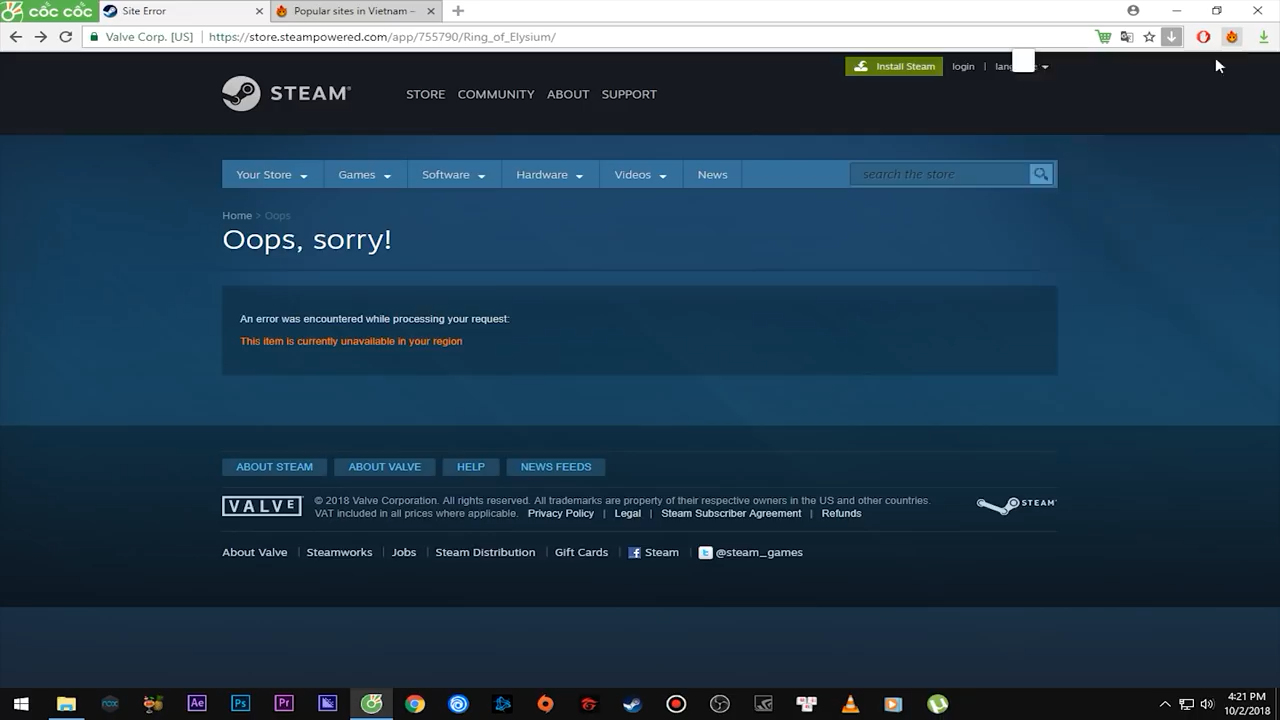 cốc cốc
Site Error
Popular sites in Vietnam –
Valve Corp. [US]
https://store.steampowered.com/app/755790/Ring_of_Elysium/
Install Steam
login
|
STEAM
STORE
COMMUNITY
ABOUT
SUPPORT
Your Store
Games
Software
Hardware
Videos
News
search the store
Home > Oops
Oops, sorry!
An error was encountered while processing your request:
This item is currently unavailable in your region
ABOUT STEAM
ABOUT VALVE
HELP
NEWS FEEDS
VALVE
© 2018 Valve Corporation. All rights reserved. All trademarks are property of their respective owners in the US and other countries.
VAT included in all prices where applicable. Privacy Policy | Legal | Steam Subscriber Agreement | Refunds
STEAM
About Valve | Steamworks | Jobs | Steam Distribution | Gift Cards | Steam | @steam_games
Ae
Ps
Pr
4:21 PM
10/2/2018